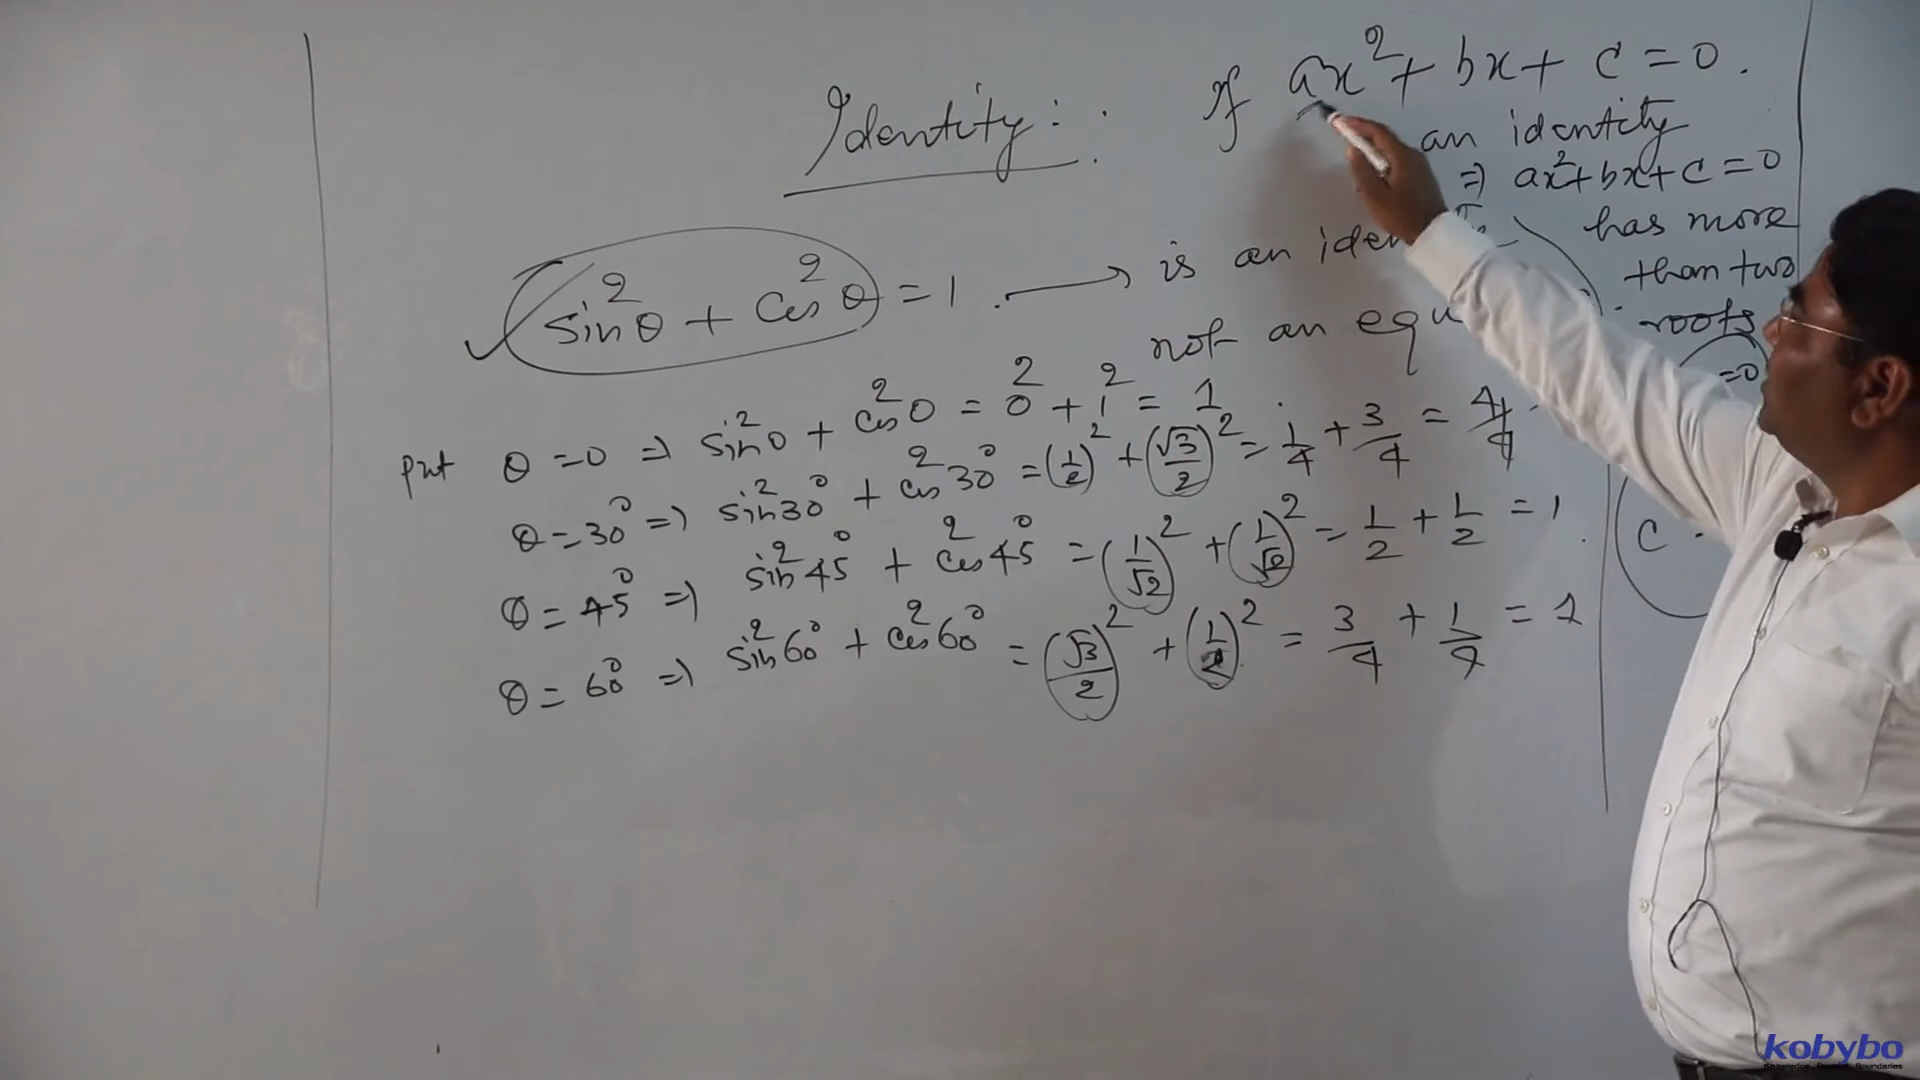 Identity :
If ax² + bx + c = 0.
an identity
=> ax² + bx + c = 0
has more
than two
roots
= 0
sin²θ + cos²θ = 1. → is an
not an
put θ = 0 => sin²0 + cos²0 = 0² + 1² = 1
θ = 30° => sin²30° + cos²30° = (1/2)² + (√3/2)² = 1/4 + 3/4 = 4/4
θ = 45° => sin²45° + cos²45° = (1/√2)² + (1/√2)² = 1/2 + 1/2 = 1
θ = 60° => sin²60° + cos²60° = (√3/2)² + (1/2)² = 3/4 + 1/4 = 1
c
kobybo